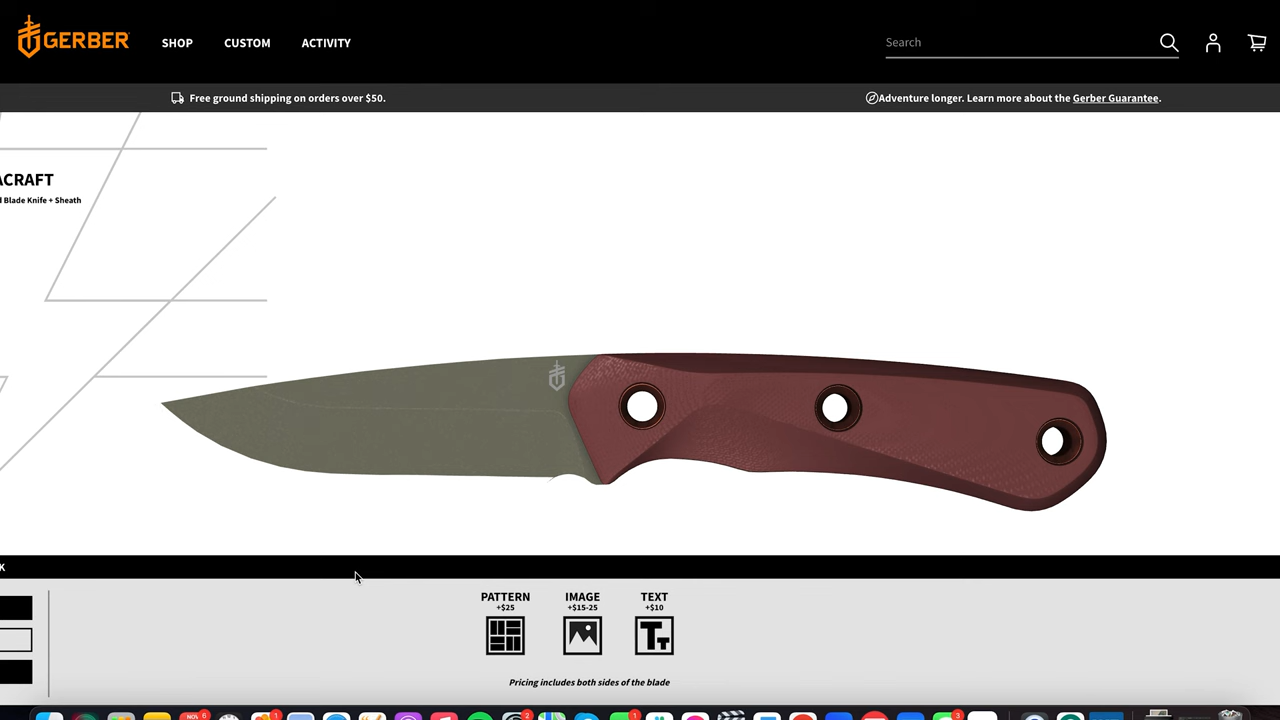 GERBER
SHOP
CUSTOM
ACTIVITY
Search
Free ground shipping on orders over $50.
Adventure longer. Learn more about the Gerber Guarantee.
ACRAFT
d Blade Knife + Sheath
K
PATTERN
+$25
IMAGE
+$15-25
TEXT
+$10
Pricing includes both sides of the blade